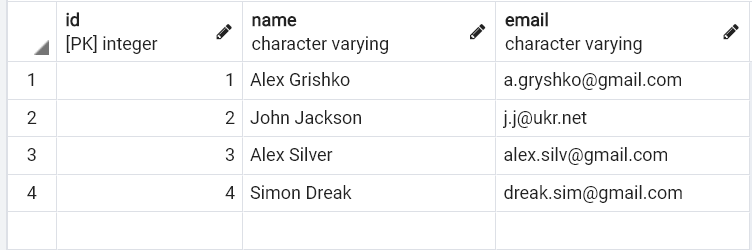 id name email
[PK] integer character varying character varying
1 1 Alex Grishko a.gryshko@gmail.com
2 2 John Jackson j.j@ukr.net
3 3 Alex Silver alex.silv@gmail.com
4 4 Simon Dreak dreak.sim@gmail.com